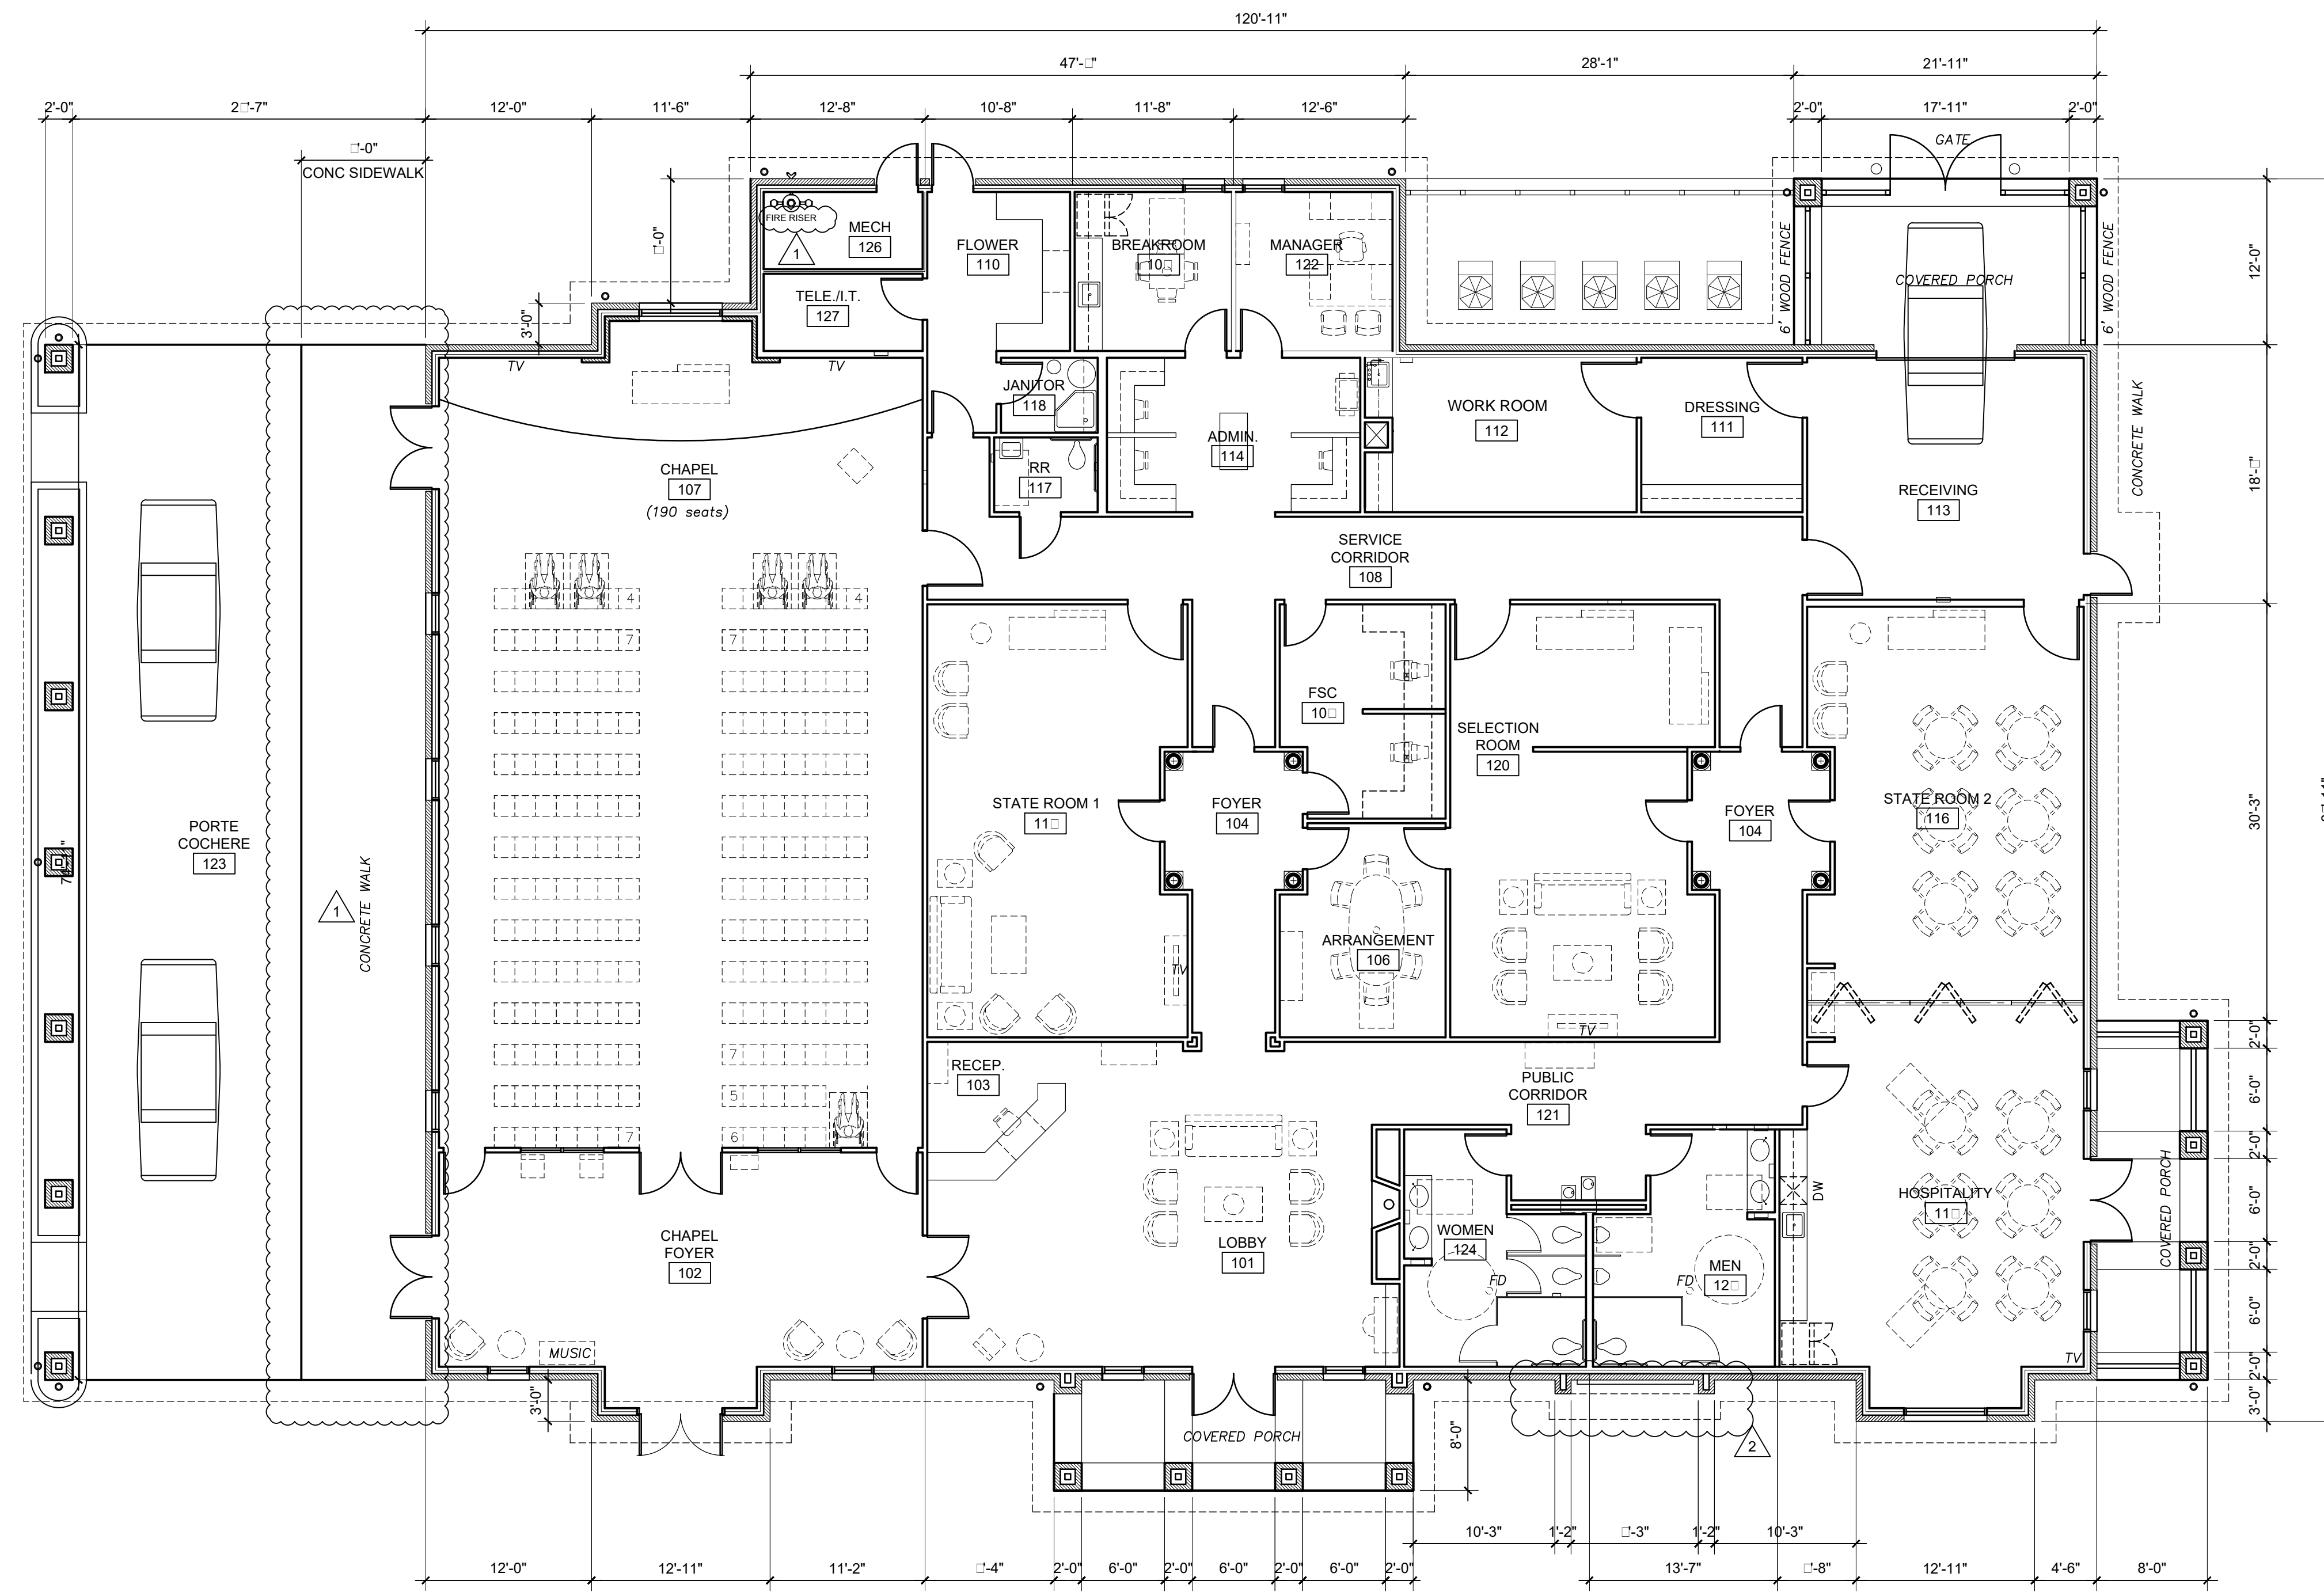 120'-11"
47'-□"
28'-1"
21'-11"
2'-0"
2□'-7"
12'-0"
11'-6"
12'-8"
10'-8"
11'-8"
12'-6"
2'-0"
17'-11"
2'-0"
□'-0"
CONC SIDEWALK
GATE
□'-0"
3'-0"
FIRE RISER
1
MECH
126
FLOWER
110
BREAKROOM
10□
MANAGER
122
6' WOOD FENCE
COVERED PORCH
6' WOOD FENCE
12'-0"
TELE./I.T.
127
TV
TV
JANITOR
118
ADMIN.
114
WORK ROOM
112
DRESSING
111
CONCRETE WALK
CHAPEL
107
(190 seats)
RR
117
RECEIVING
113
18'-□"
SERVICE
CORRIDOR
108
4
4
7
7
FSC
10□
SELECTION
ROOM
120
STATE ROOM 1
11□
FOYER
104
FOYER
104
STATE ROOM 2
116
30'-3"
PORTE
COCHERE
123
1
CONCRETE WALK
ARRANGEMENT
106
TV
TV
7
5
7
6
RECEP.
103
PUBLIC
CORRIDOR
121
2'-0"
6'-0"
2'-0"
6'-0"
2'-0"
6'-0"
2'-0"
3'-0"
COVERED PORCH
DW
HOSPITALITY
11□
CHAPEL
FOYER
102
LOBBY
101
WOMEN
124
FD
FD
MEN
12□
MUSIC
TV
3'-0"
COVERED PORCH
8'-0"
2
10'-3"
1'-2"
□'-3"
1'-2"
10'-3"
12'-0"
12'-11"
11'-2"
□'-4"
2'-0"
6'-0"
2'-0"
6'-0"
2'-0"
6'-0"
2'-0"
13'-7"
□'-8"
12'-11"
4'-6"
8'-0"